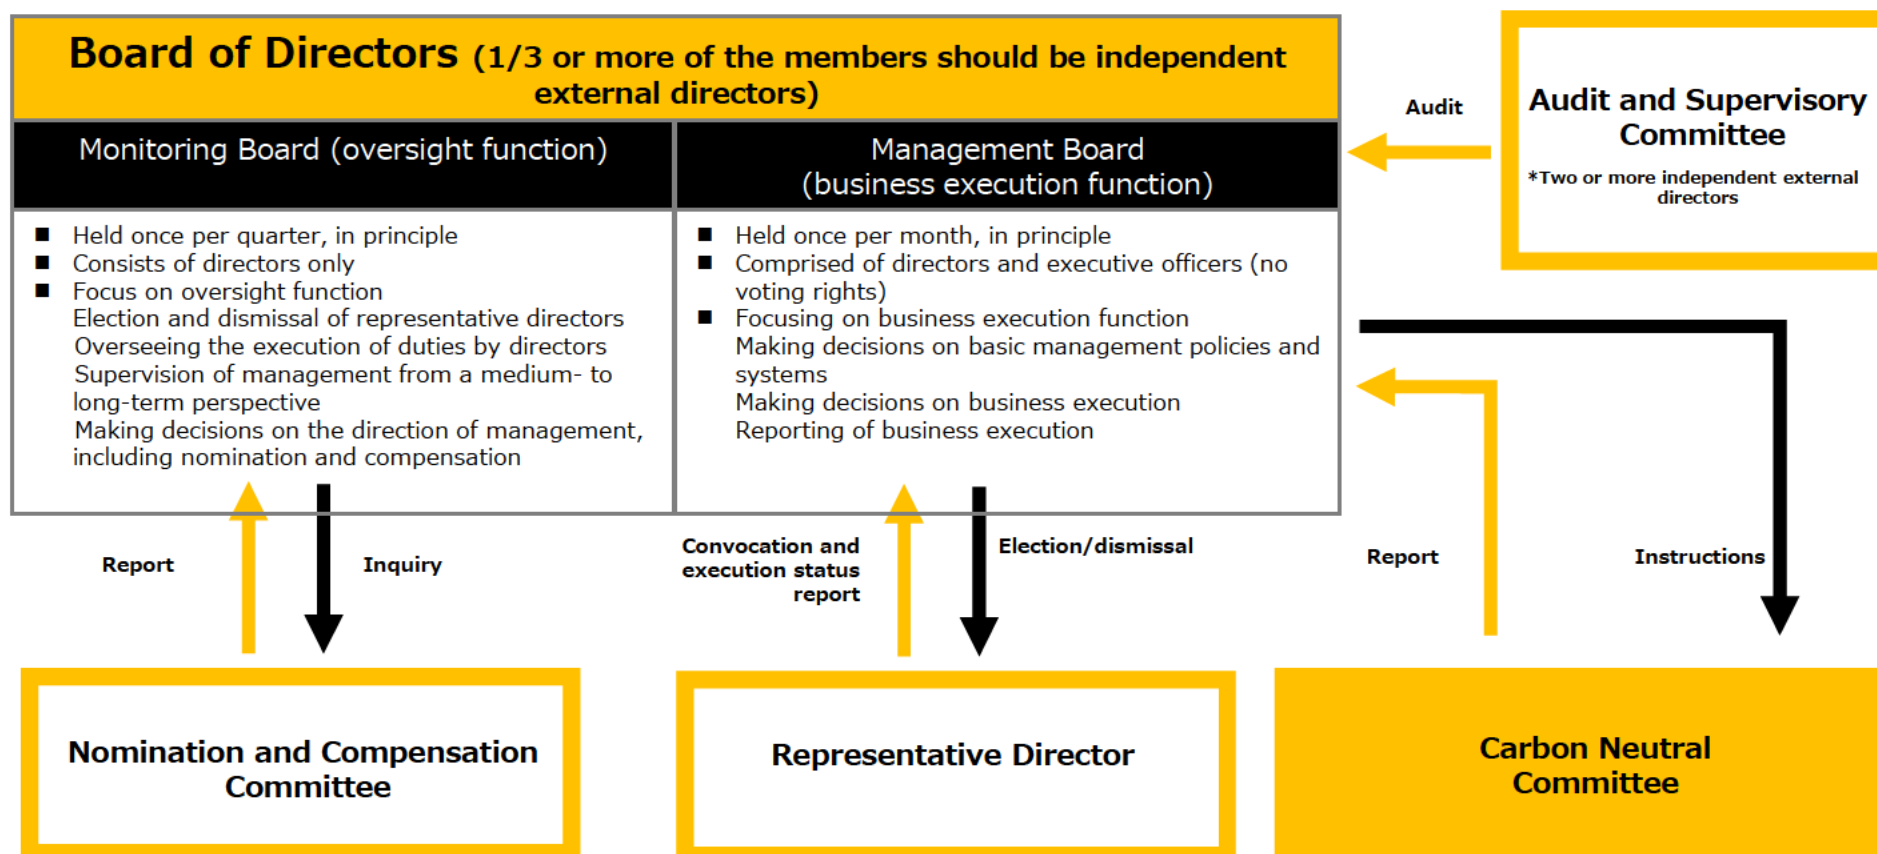 Board of Directors (1/3 or more of the members should be independent
external directors)
Monitoring Board (oversight function)
■ Held once per quarter, in principle
■ Consists of directors only
■ Focus on oversight function
Election and dismissal of representative directors
Overseeing the execution of duties by directors
Supervision of management from a medium- to
long-term perspective
Making decisions on the direction of management,
including nomination and compensation
Management Board
(business execution function)
■ Held once per month, in principle
■ Comprised of directors and executive officers (no
voting rights)
■ Focusing on business execution function
Making decisions on basic management policies and
systems
Making decisions on business execution
Reporting of business execution
Audit
Audit and Supervisory
Committee
*Two or more independent external
directors
Report
Inquiry
Convocation and
execution status
report
Election/dismissal
Report
Instructions
Nomination and Compensation
Committee
Representative Director
Carbon Neutral
Committee